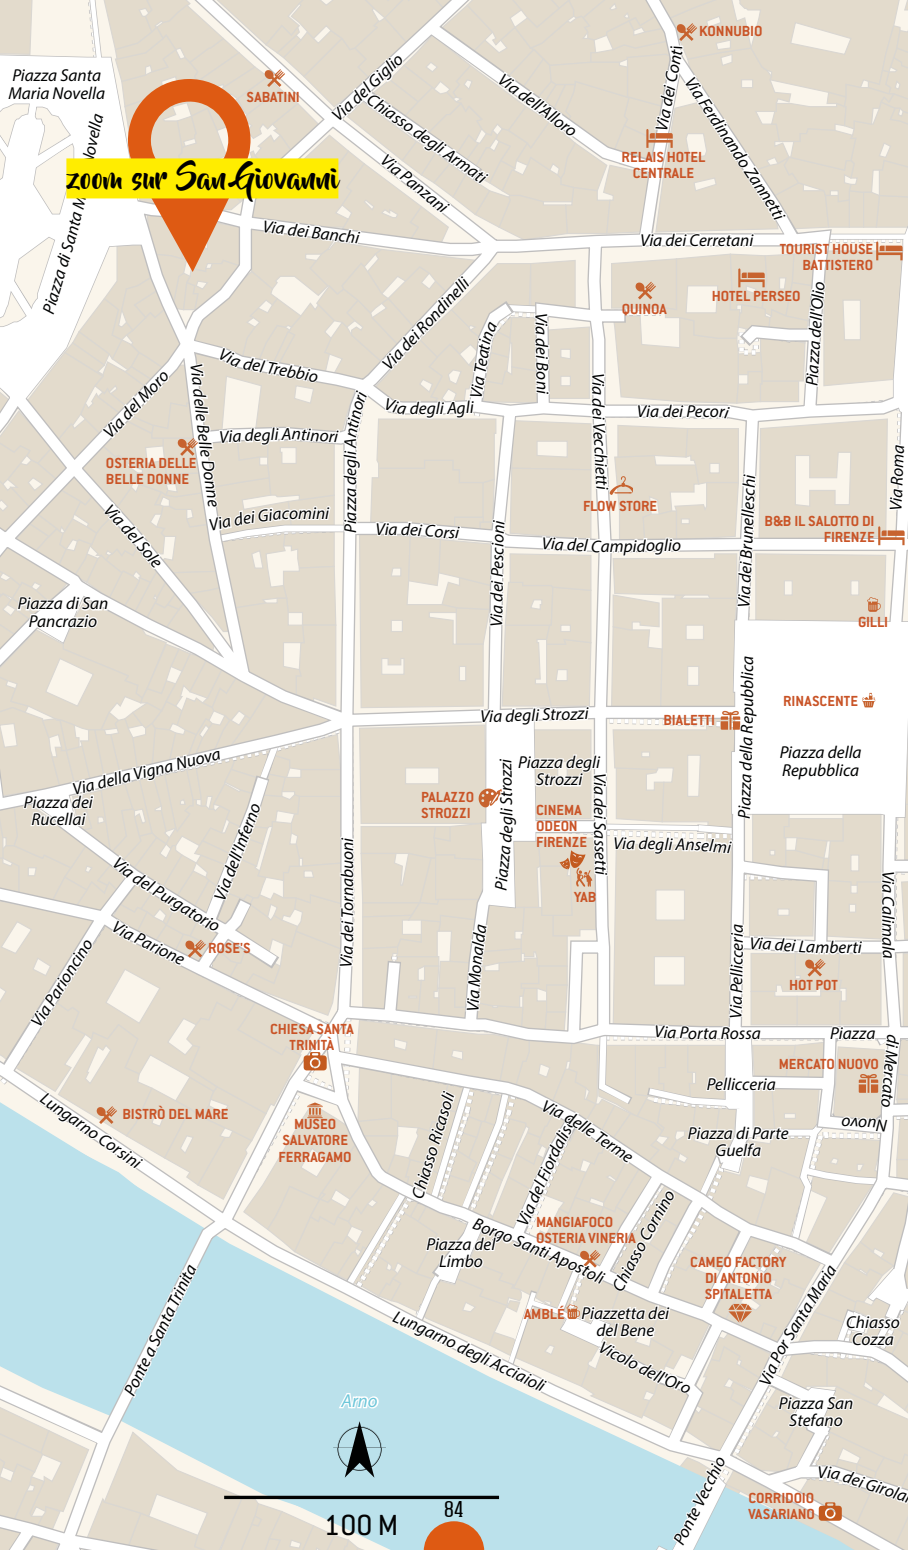 KONNUBIO
Piazza Santa
Maria Novella
SABATINI
Via del Giglio
Via dell'Alloro
Via dei Conti
Via Ferdinando Zannetti
Chiasso degli Armati
Via Panzani
RELAIS HOTEL
CENTRALE
zoom sur San Giovanni
Via dei Banchi
Via dei Cerretani
TOURIST HOUSE
BATTISTERO
HOTEL PERSEO
QUINOA
Via dei Rondinelli
Via Teatina
Via dei Boni
Piazza dell'Olio
Via del Trebbio
Via del Moro
Via delle Belle Donne
Via degli Agli
Via dei Pecori
Via dei Vecchietti
Via degli Antinori
Piazza degli Antinori
OSTERIA DELLE
BELLE DONNE
Via Roma
FLOW STORE
Via dei Giacomini
Via dei Corsi
Via dei Pescioni
Via del Campidoglio
Via dei Brunelleschi
B&B IL SALOTTO DI
FIRENZE
Via del Sole
Piazza di San
Pancrazio
GILLI
RINASCENTE
Via degli Strozzi
BIALETTI
Piazza della Repubblica
Piazza della
Repubblica
Via della Vigna Nuova
Piazza dei
Rucellai
Piazza degli
Strozzi
PALAZZO
STROZZI
Piazza degli Strozzi
CINEMA
ODEON
FIRENZE
Via dei Sassetti
Via degli Anselmi
YAB
Via dell'Inferno
Via del Purgatorio
Via dei Tornabuoni
Via Calimala
Via Parione
ROSE'S
Via Parioncino
Via Monalda
Via Pellicceria
Via dei Lamberti
HOT POT
CHIESA SANTA
TRINITÀ
Via Porta Rossa
Piazza
di Mercato
Nuovo
MERCATO NUOVO
Pellicceria
BISTRÒ DEL MARE
Lungarno Corsini
MUSEO
SALVATORE
FERRAGAMO
Chiasso Ricasoli
Via delle Terme
Via del Fiordaliso
Piazza di Parte
Guelfa
MANGIAFOCO
OSTERIA VINERIA
Borgo Santi Apostoli
Chiasso Cornino
Piazza del
Limbo
CAMEO FACTORY
DI ANTONIO
SPITALETTA
Via Por Santa Maria
Ponte a Santa Trinita
AMBLÉ
Piazzetta dei
del Bene
Chiasso
Cozza
Lungarno degli Acciaioli
Vicolo dell'Oro
Arno
Piazza San
Stefano
Ponte Vecchio
Via dei Girolar
CORRIDOIO
VASARIANO
100 M
84